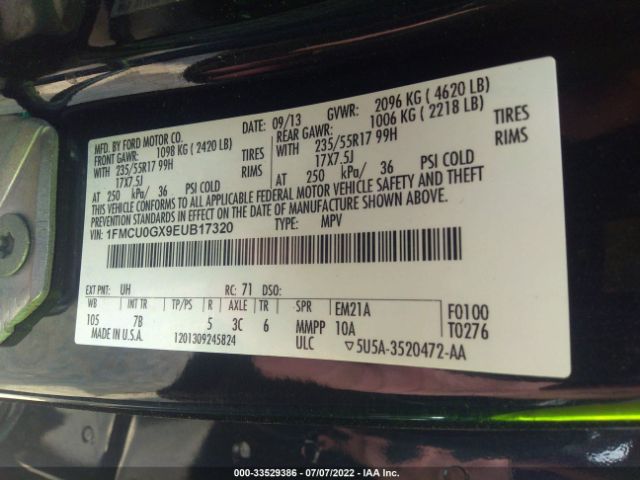 MFD. BY FORD MOTOR CO.
DATE: 09/13 GVWR: 2096 KG ( 4620 LB)
FRONT GAWR: 1098 KG ( 2420 LB) REAR GAWR: 1006 KG ( 2218 LB)
WITH 235/55R17 99H TIRES WITH 235/55R17 99H TIRES
17X7.5J RIMS 17X7.5J RIMS
AT 250 kPa/ 36 PSI COLD AT 250 kPa/ 36 PSI COLD
THIS VEHICLE CONFORMS TO ALL APPLICABLE FEDERAL MOTOR VEHICLE SAFETY AND THEFT
PREVENTION STANDARDS IN EFFECT ON THE DATE OF MANUFACTURE SHOWN ABOVE.
VIN: 1FMCU0GX9EUB17320 TYPE: MPV
EXT PNT: UH RC: 71 DSO:
WB INT TR TP/PS R AXLE TR SPR EM21A F0100
105 7B 5 3C 6 MMPP 10A T0276
MADE IN U.S.A. 1201309245824 ULC ▽5U5A-3520472-AA
000-33529386 - 07/07/2022 - IAA Inc.